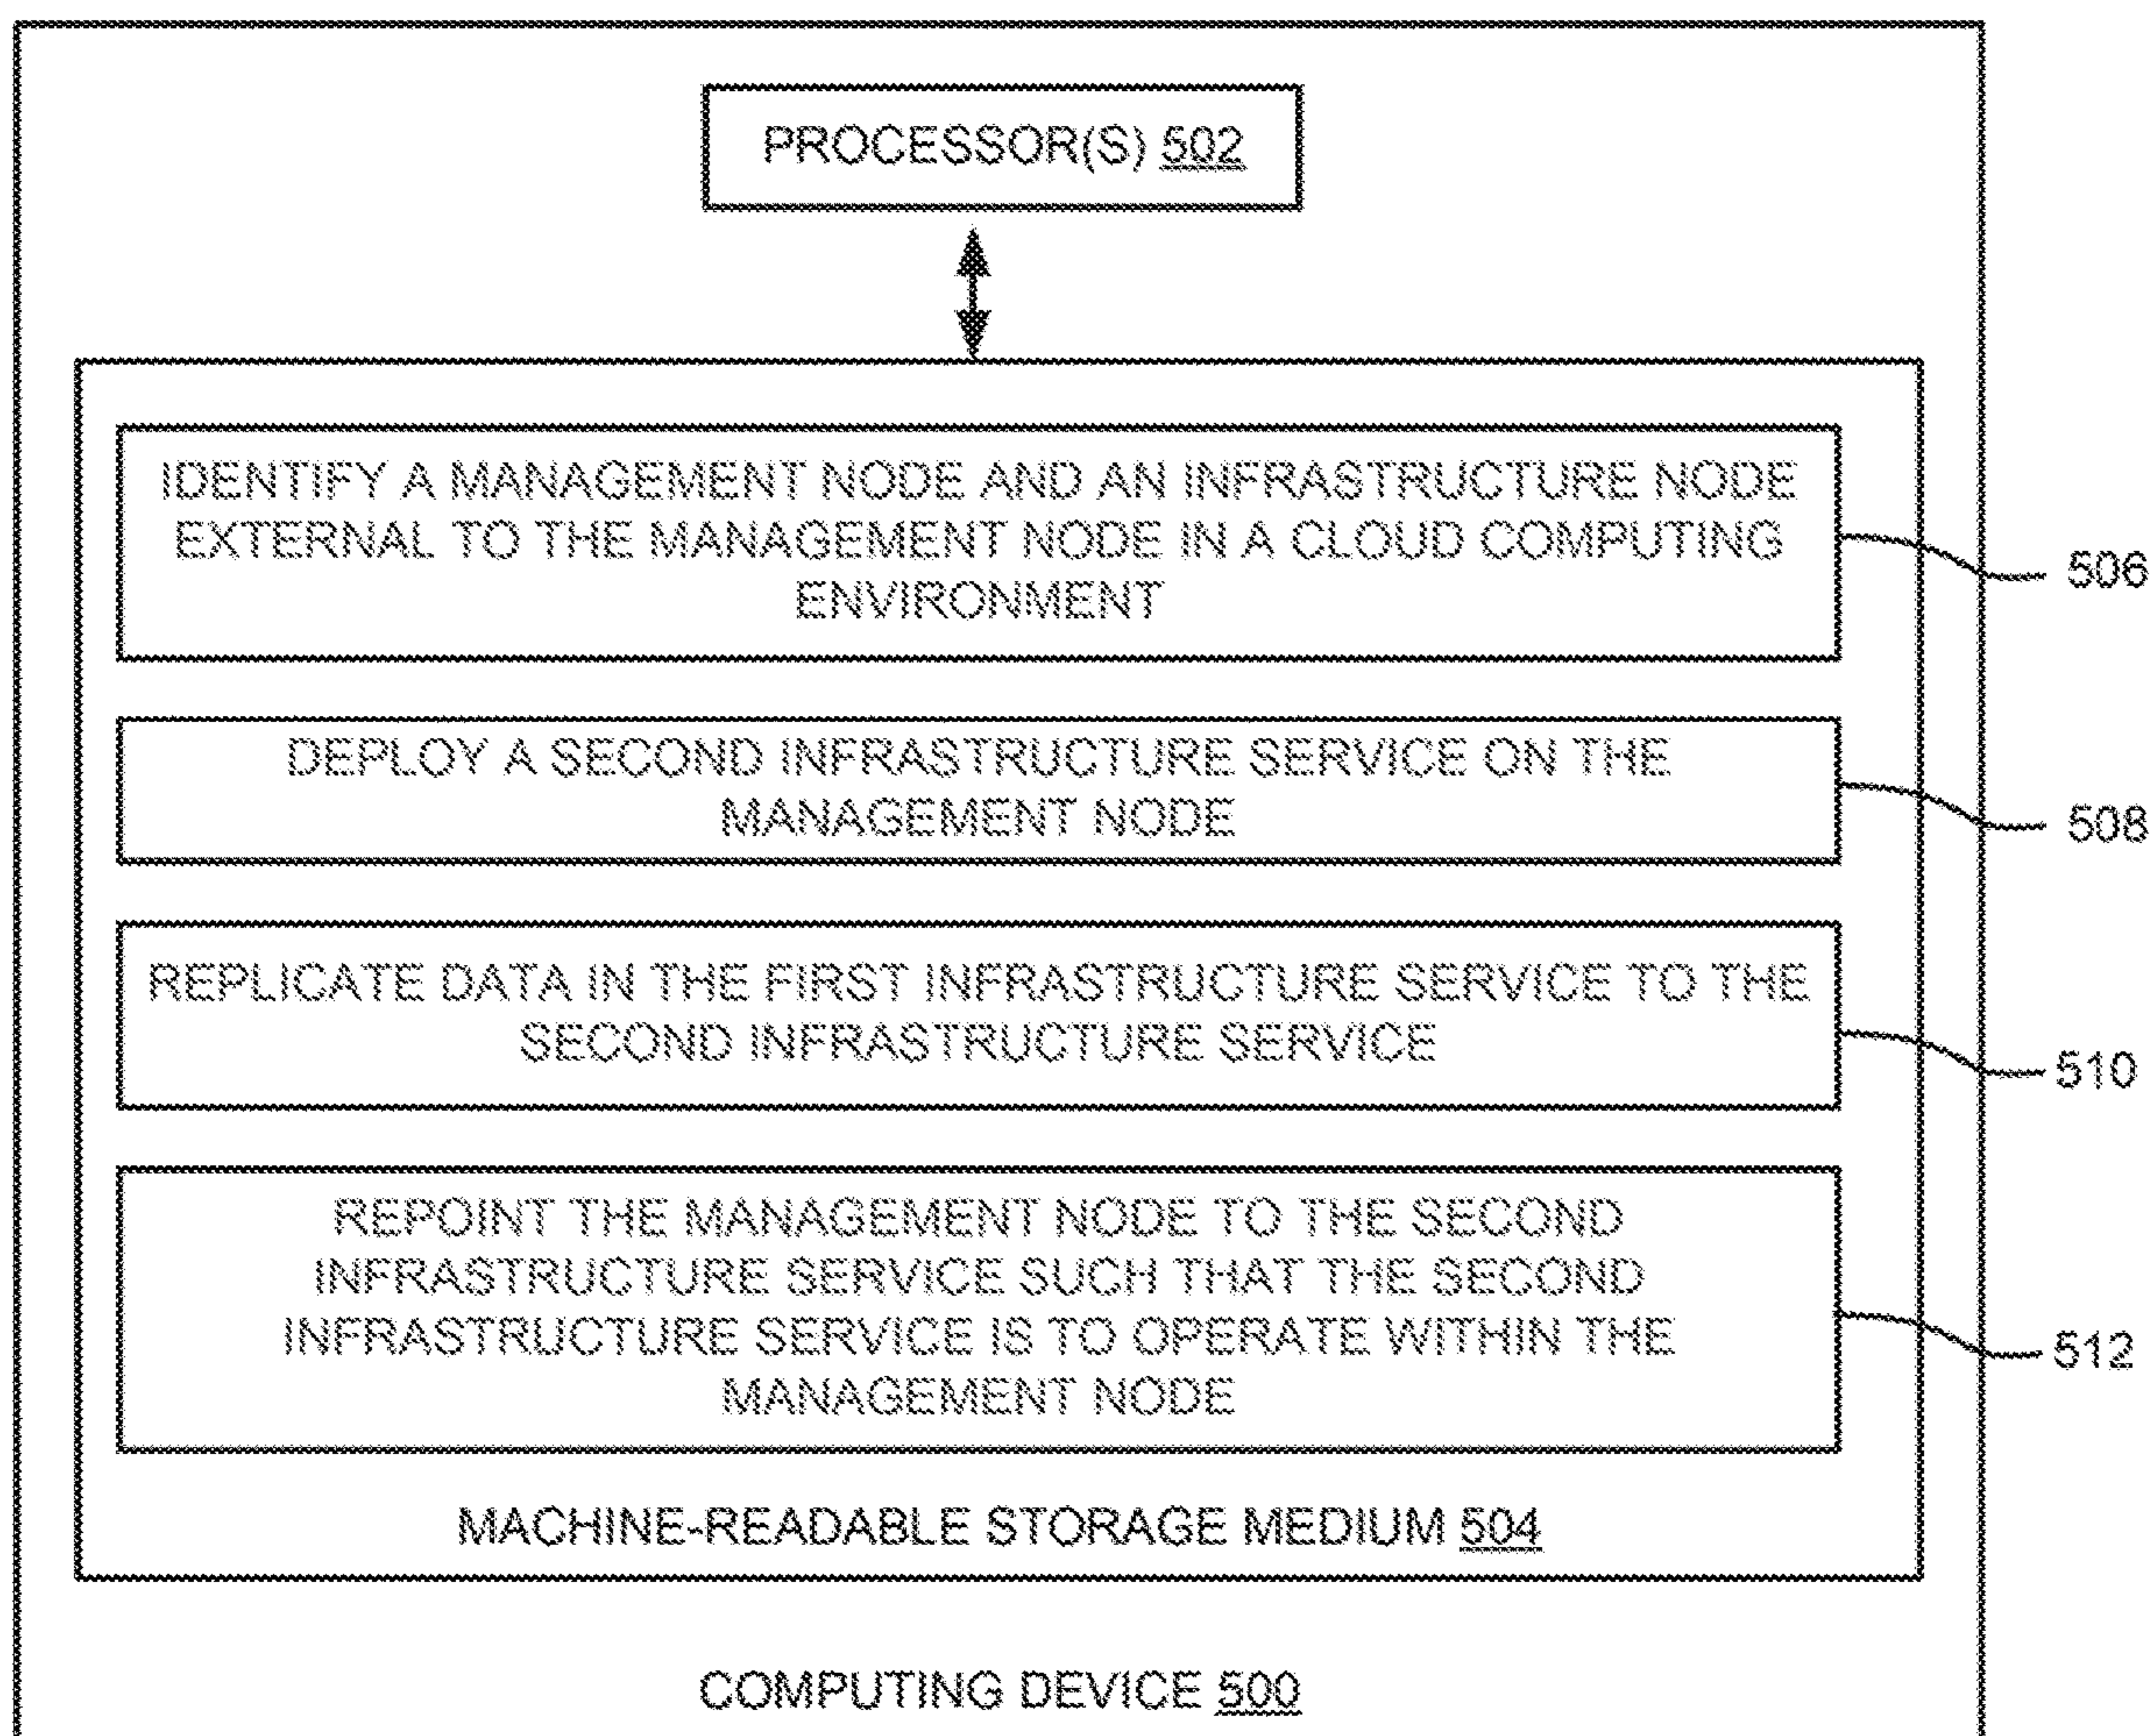 PROCESSOR(S) 502
IDENTIFY A MANAGEMENT NODE AND AN INFRASTRUCTURE NODE
EXTERNAL TO THE MANAGEMENT NODE IN A CLOUD COMPUTING
ENVIRONMENT
506
DEPLOY A SECOND INFRASTRUCTURE SERVICE ON THE
MANAGEMENT NODE
508
REPLICATE DATA IN THE FIRST INFRASTRUCTURE SERVICE TO THE
SECOND INFRASTRUCTURE SERVICE
510
REPOINT THE MANAGEMENT NODE TO THE SECOND
INFRASTRUCTURE SERVICE SUCH THAT THE SECOND
INFRASTRUCTURE SERVICE IS TO OPERATE WITHIN THE
MANAGEMENT NODE
512
MACHINE-READABLE STORAGE MEDIUM 504
COMPUTING DEVICE 500